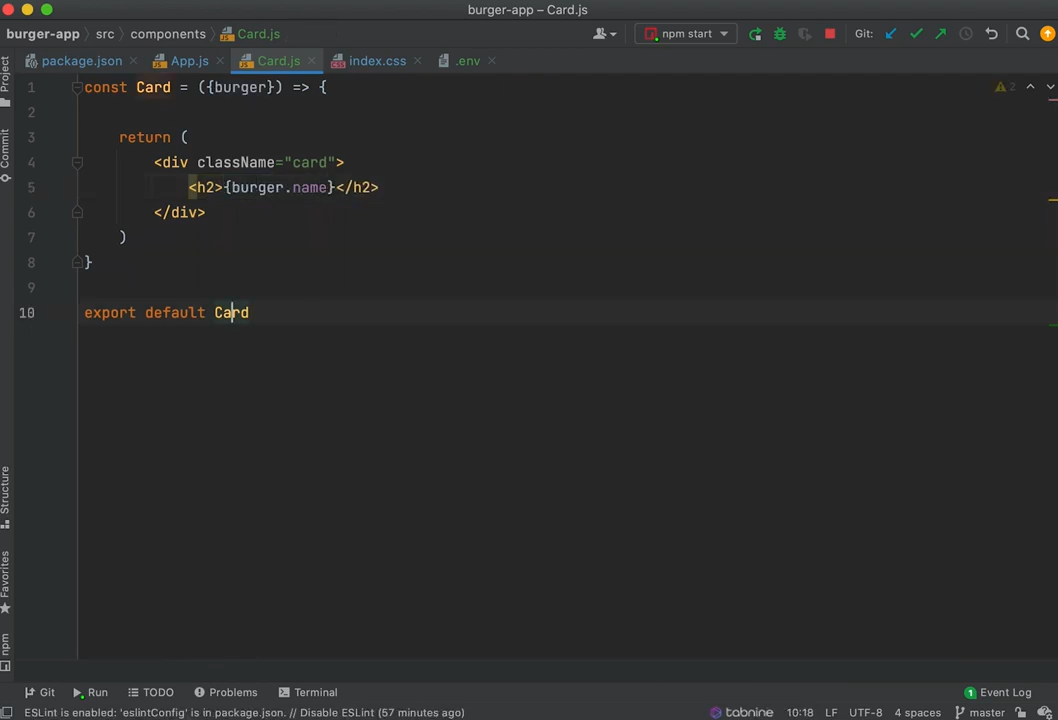 burger-app – Card.js
burger-app src components Card.js npm start Git:
package.json App.js Card.js index.css .env
1 const Card = ({burger}) => { 2
2
3 return (
4 <div className="card">
5 <h2>{burger.name}</h2>
6 </div>
7 )
8 }
9
10 export default Card
Project
Commit
Structure
Favorites
npm
Git Run TODO Problems Terminal 1 Event Log
ESLint is enabled: 'eslintConfig' is in package.json. // Disable ESLint (57 minutes ago) tabnine 10:18 LF UTF-8 4 spaces master